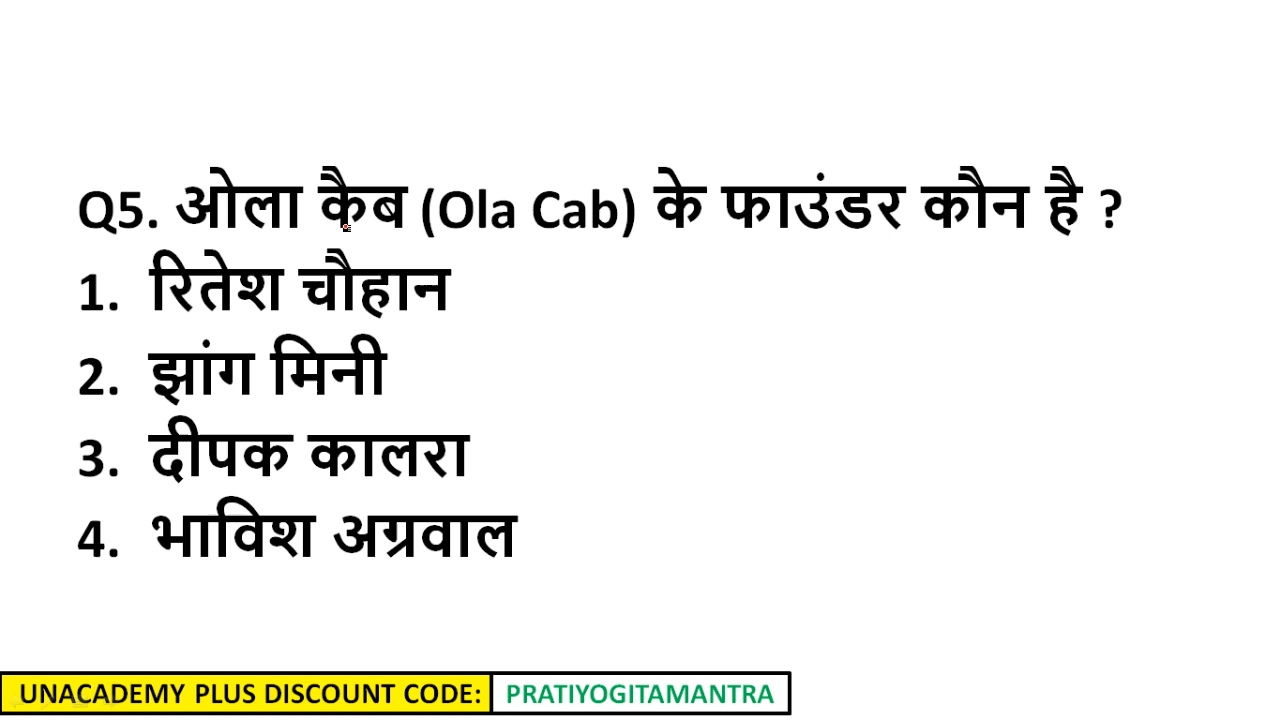 Q5. ओला कैब (Ola Cab) के फाउंडर कौन है ?
1. रितेश चौहान
2. झांग मिनी
3. दीपक कालरा
4. भाविश अग्रवाल
UNACADEMY PLUS DISCOUNT CODE: PRATIYOGITAMANTRA